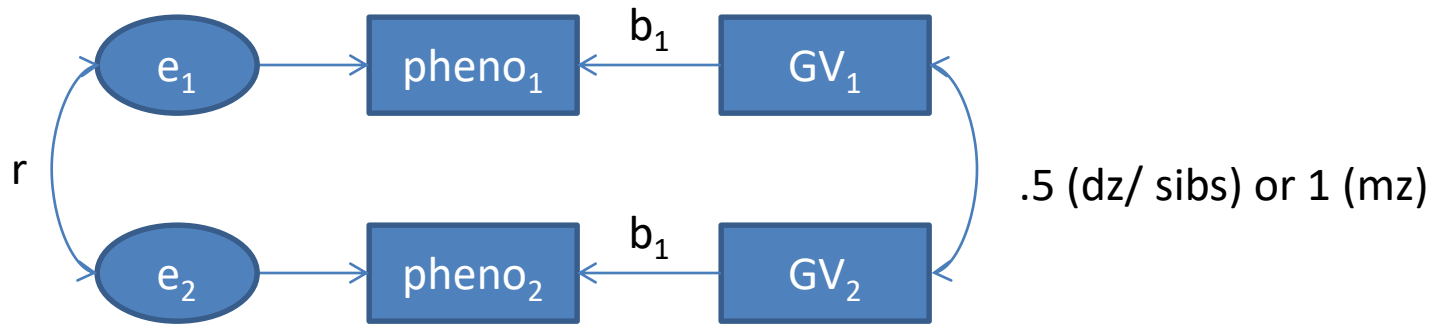 b₁
e₁ pheno₁ GV₁
r
.5 (dz/ sibs) or 1 (mz)
b₁
e₂ pheno₂ GV₂